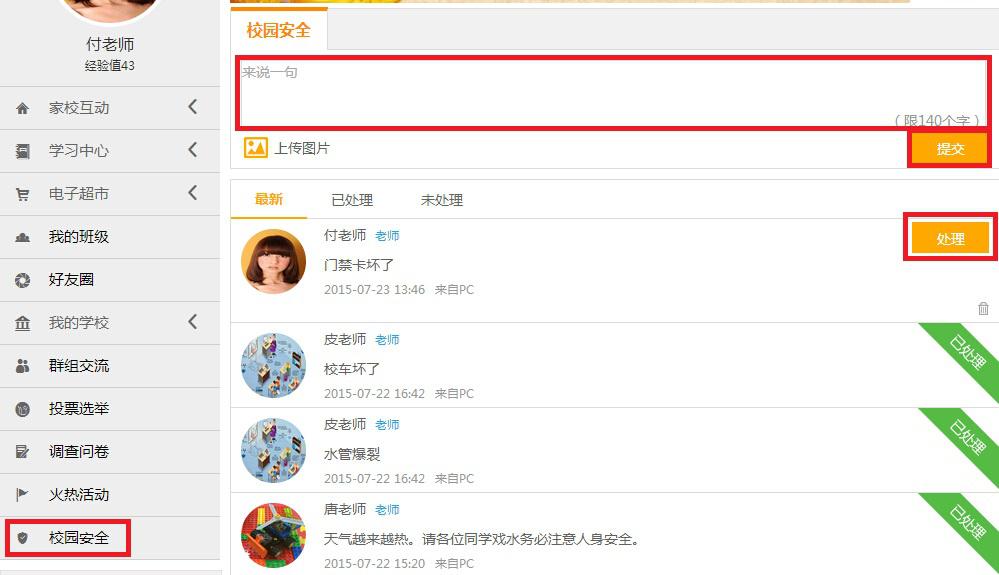 付老师
经验值43
家校互动
学习中心
电子超市
我的班级
好友圈
我的学校
群组交流
投票选举
调查问卷
火热活动
校园安全
校园安全
来说一句
（限140个字）
上传图片
提交
最新 已处理 未处理
付老师 老师
处理
门禁卡坏了
2015-07-23 13:46 来自PC
皮老师 老师
已处理
校车坏了
2015-07-22 16:42 来自PC
皮老师 老师
已处理
水管爆裂
2015-07-22 16:42 来自PC
唐老师 老师
已处理
天气越来越热。请各位同学戏水务必注意人身安全。
2015-07-22 15:20 来自PC